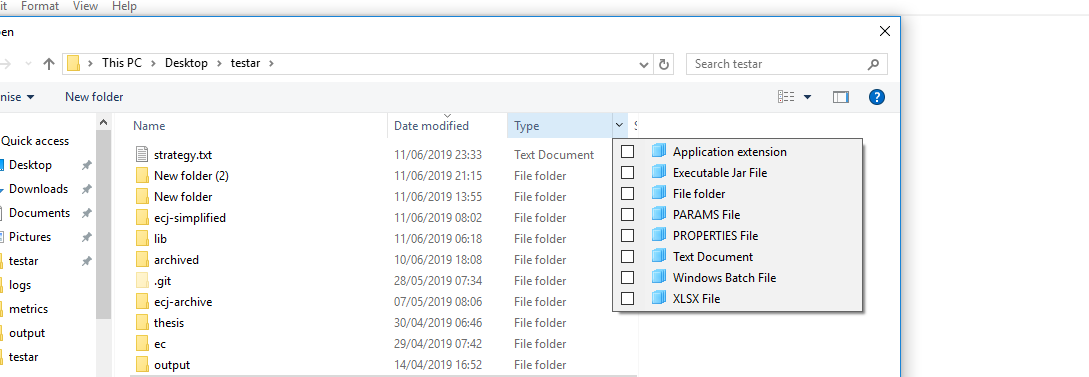 it Format View Help
pen
This PC > Desktop > testar >
Search testar
nise New folder
Name Date modified Type S
Quick access
Desktop
Downloads
Documents
Pictures
testar
logs
metrics
output
testar
strategy.txt 11/06/2019 23:33 Text Document
New folder (2) 11/06/2019 21:15 File folder
New folder 11/06/2019 13:55 File folder
ecj-simplified 11/06/2019 08:02 File folder
lib 11/06/2019 06:18 File folder
archived 10/06/2019 18:08 File folder
.git 28/05/2019 07:34 File folder
ecj-archive 07/05/2019 08:06 File folder
thesis 30/04/2019 06:46 File folder
ec 29/04/2019 07:42 File folder
output 14/04/2019 16:52 File folder
Application extension
Executable Jar File
File folder
PARAMS File
PROPERTIES File
Text Document
Windows Batch File
XLSX File